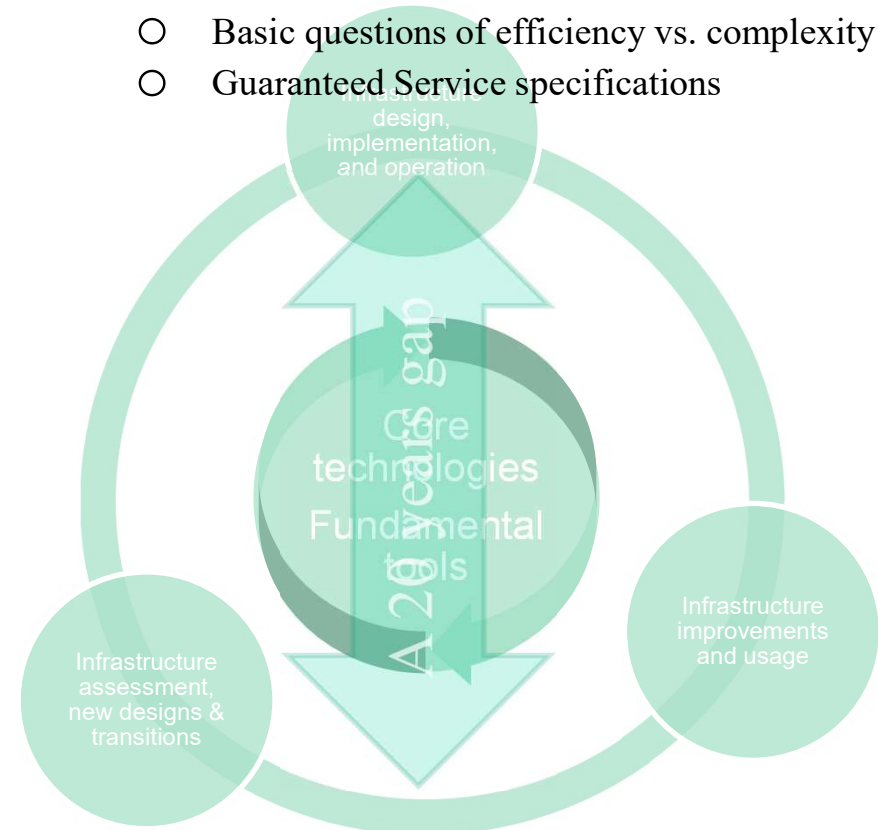 ○ Basic questions of efficiency vs. complexity
○ Guaranteed Service specifications
Infrastructure
design,
implementation,
and operation
A 20 years gap
Core
technologies
Fundamental
tools
Infrastructure
improvements
and usage
Infrastructure
assessment,
new designs &
transitions